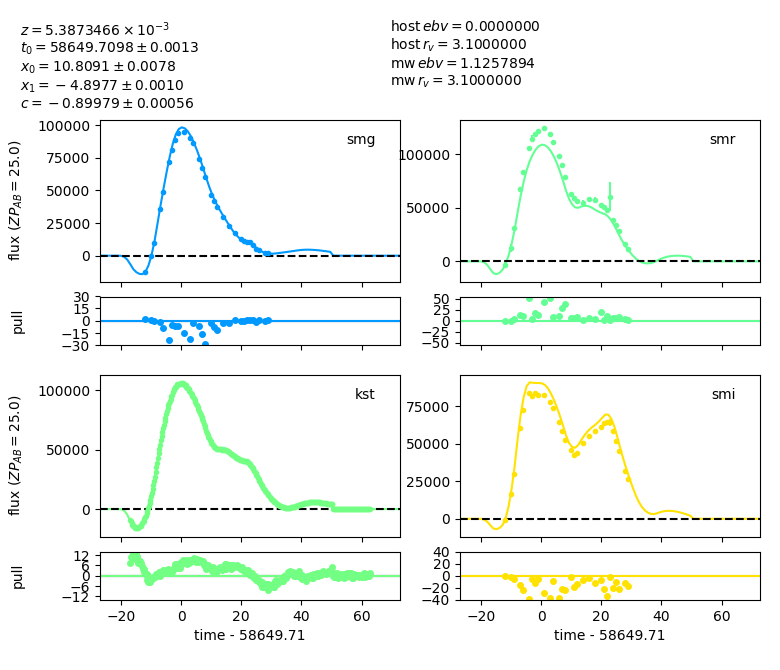 z = 5.3873466 × 10⁻³
t₀ = 58649.7098 ± 0.0013
x₀ = 10.8091 ± 0.0078
x₁ = −4.8977 ± 0.0010
c = −0.89979 ± 0.00056
host ebv = 0.0000000
host r_v = 3.1000000
mw ebv = 1.1257894
mw r_v = 3.1000000
flux (ZP_AB = 25.0)
100000
75000
50000
25000
0
smg
100000
50000
0
smr
pull
30
15
0
−15
−30
50
25
0
−25
−50
flux (ZP_AB = 25.0)
100000
50000
0
kst
75000
50000
25000
0
smi
pull
12
6
0
−6
−12
40
20
0
−20
−40
−20 0 20 40 60
time - 58649.71
−20 0 20 40 60
time - 58649.71